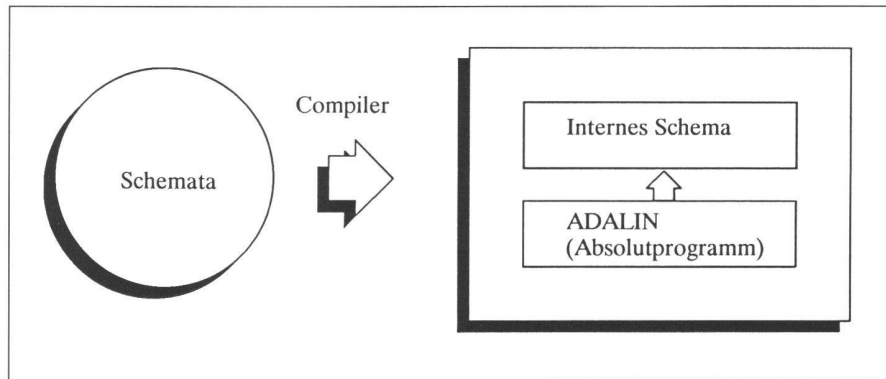 Schemata
Compiler
Internes Schema
ADALIN
(Absolutprogramm)